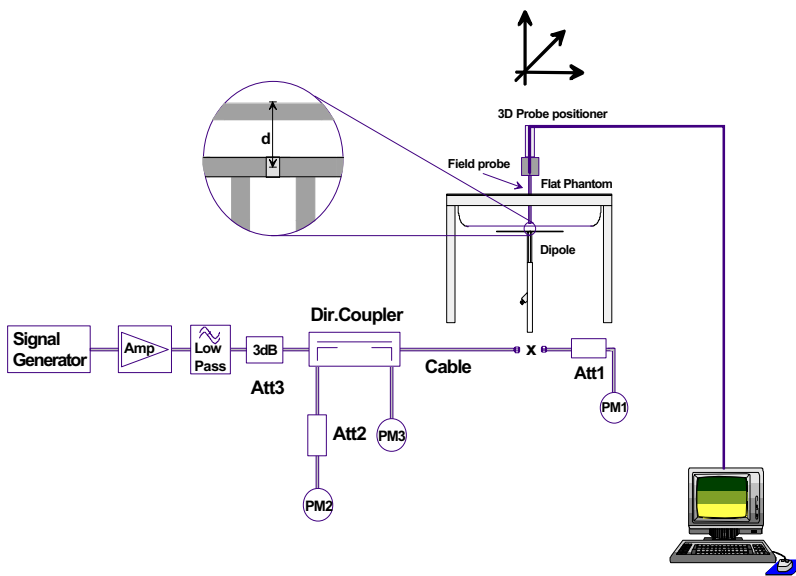 3D Probe positioner
d
Field probe
Flat Phantom
Dipole
Dir.Coupler
Signal
Generator
Amp
Low
Pass
3dB
Att3
Cable
x
Att1
PM1
Att2
PM3
PM2